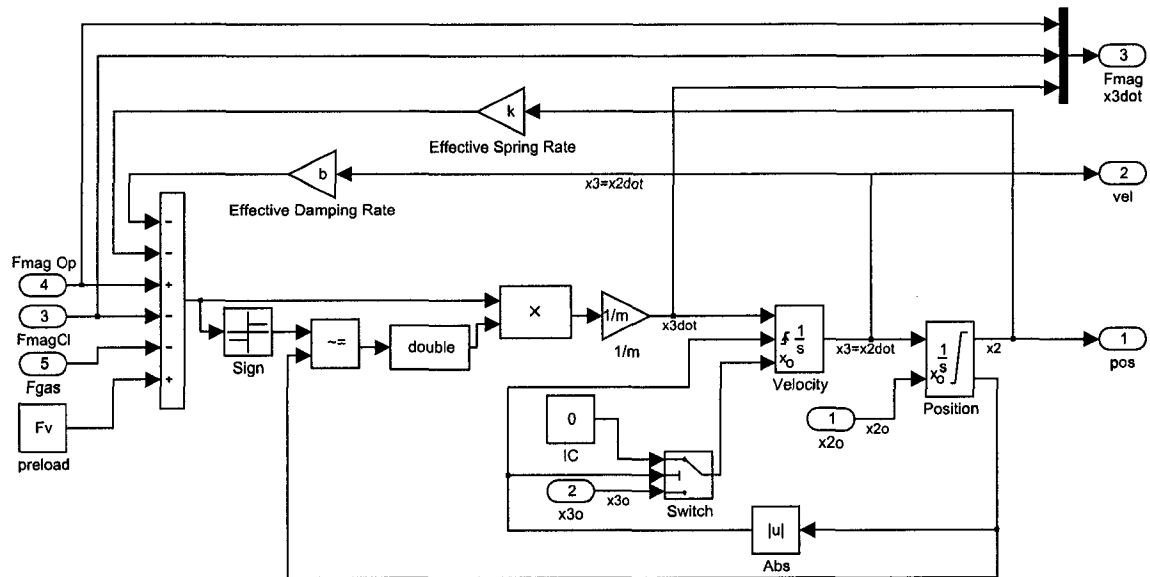 3
Fmag
x3dot
k
Effective Spring Rate
b
x3=x2dot
2
vel
Effective Damping Rate
−
−
+
−
−
+
Fmag Op
4
3
FmagCl
5
Fgas
Fv
preload
Sign
~=
double
×
1/m
1/m
x3dot
1
s
xo
Velocity
x3=x2dot
1
s
xo
Position
x2
1
pos
1
x2o
x2o
0
IC
2
x3o
x3o
Switch
|u|
Abs